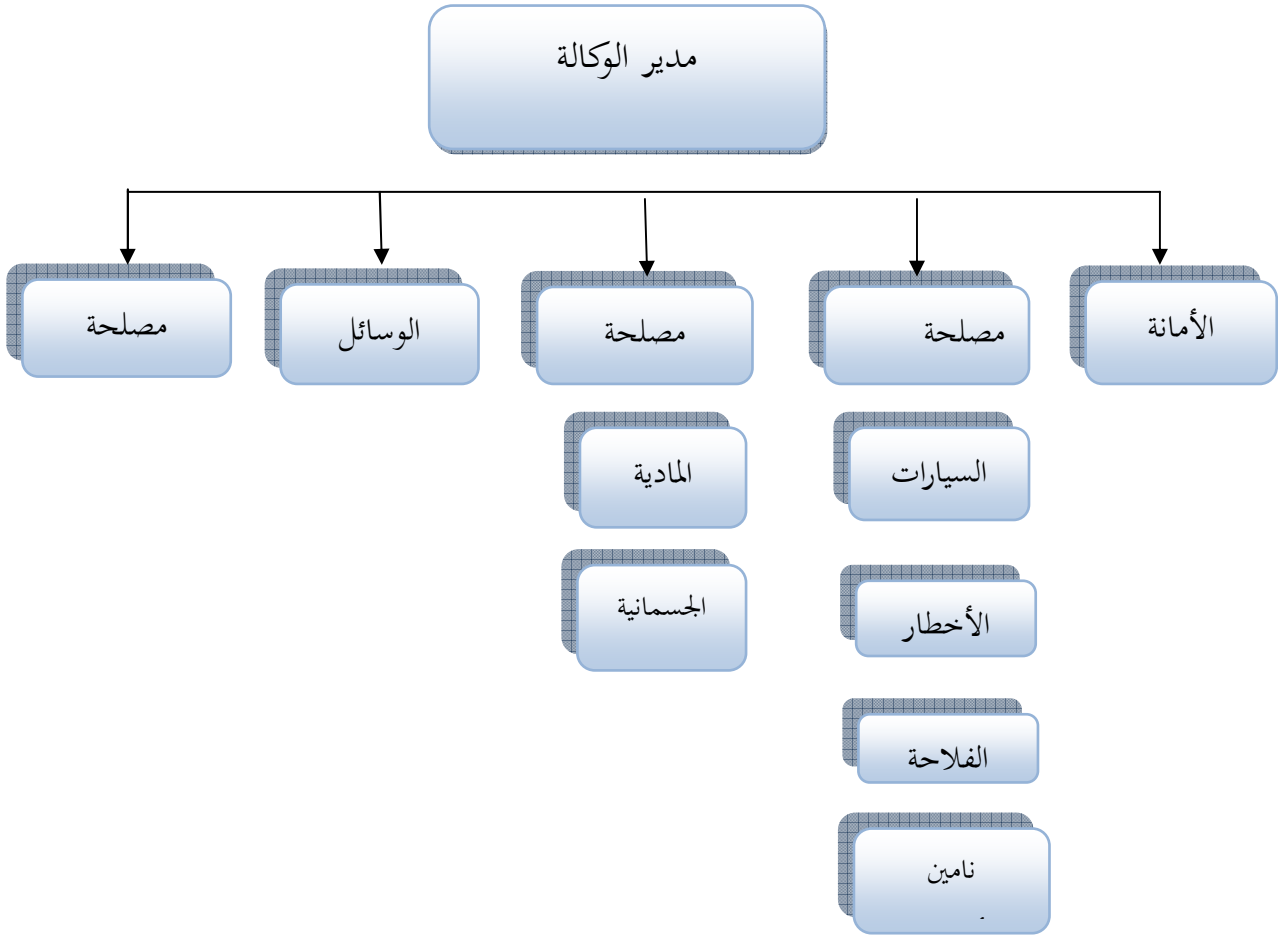 مدير الوكالة
الأمانة
مصلحة
مصلحة
الوسائل
مصلحة
السيارات
المادية
الأخطار
الجسمانية
الفلاحة
نامين